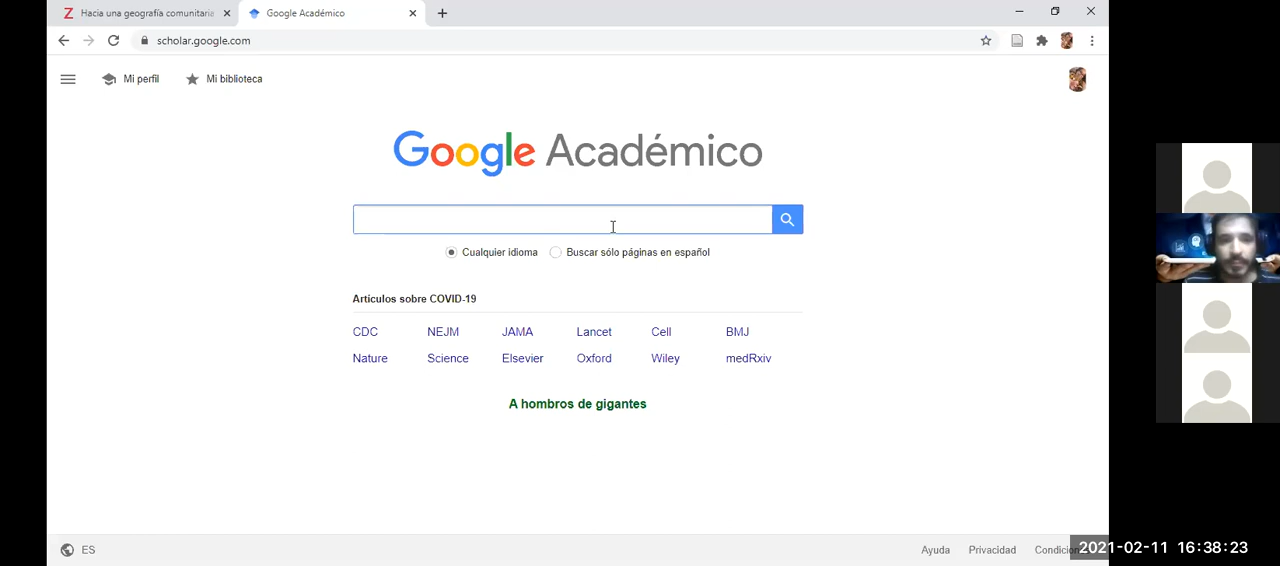 Z Hacia una geografía comunitaria
Google Académico
scholar.google.com
Mi perfil
Mi biblioteca
Google Académico
Cualquier idioma
Buscar sólo páginas en español
Artículos sobre COVID-19
CDC NEJM JAMA Lancet Cell BMJ
Nature Science Elsevier Oxford Wiley medRxiv
A hombros de gigantes
ES
Ayuda Privacidad
2021-02-11 16:38:23